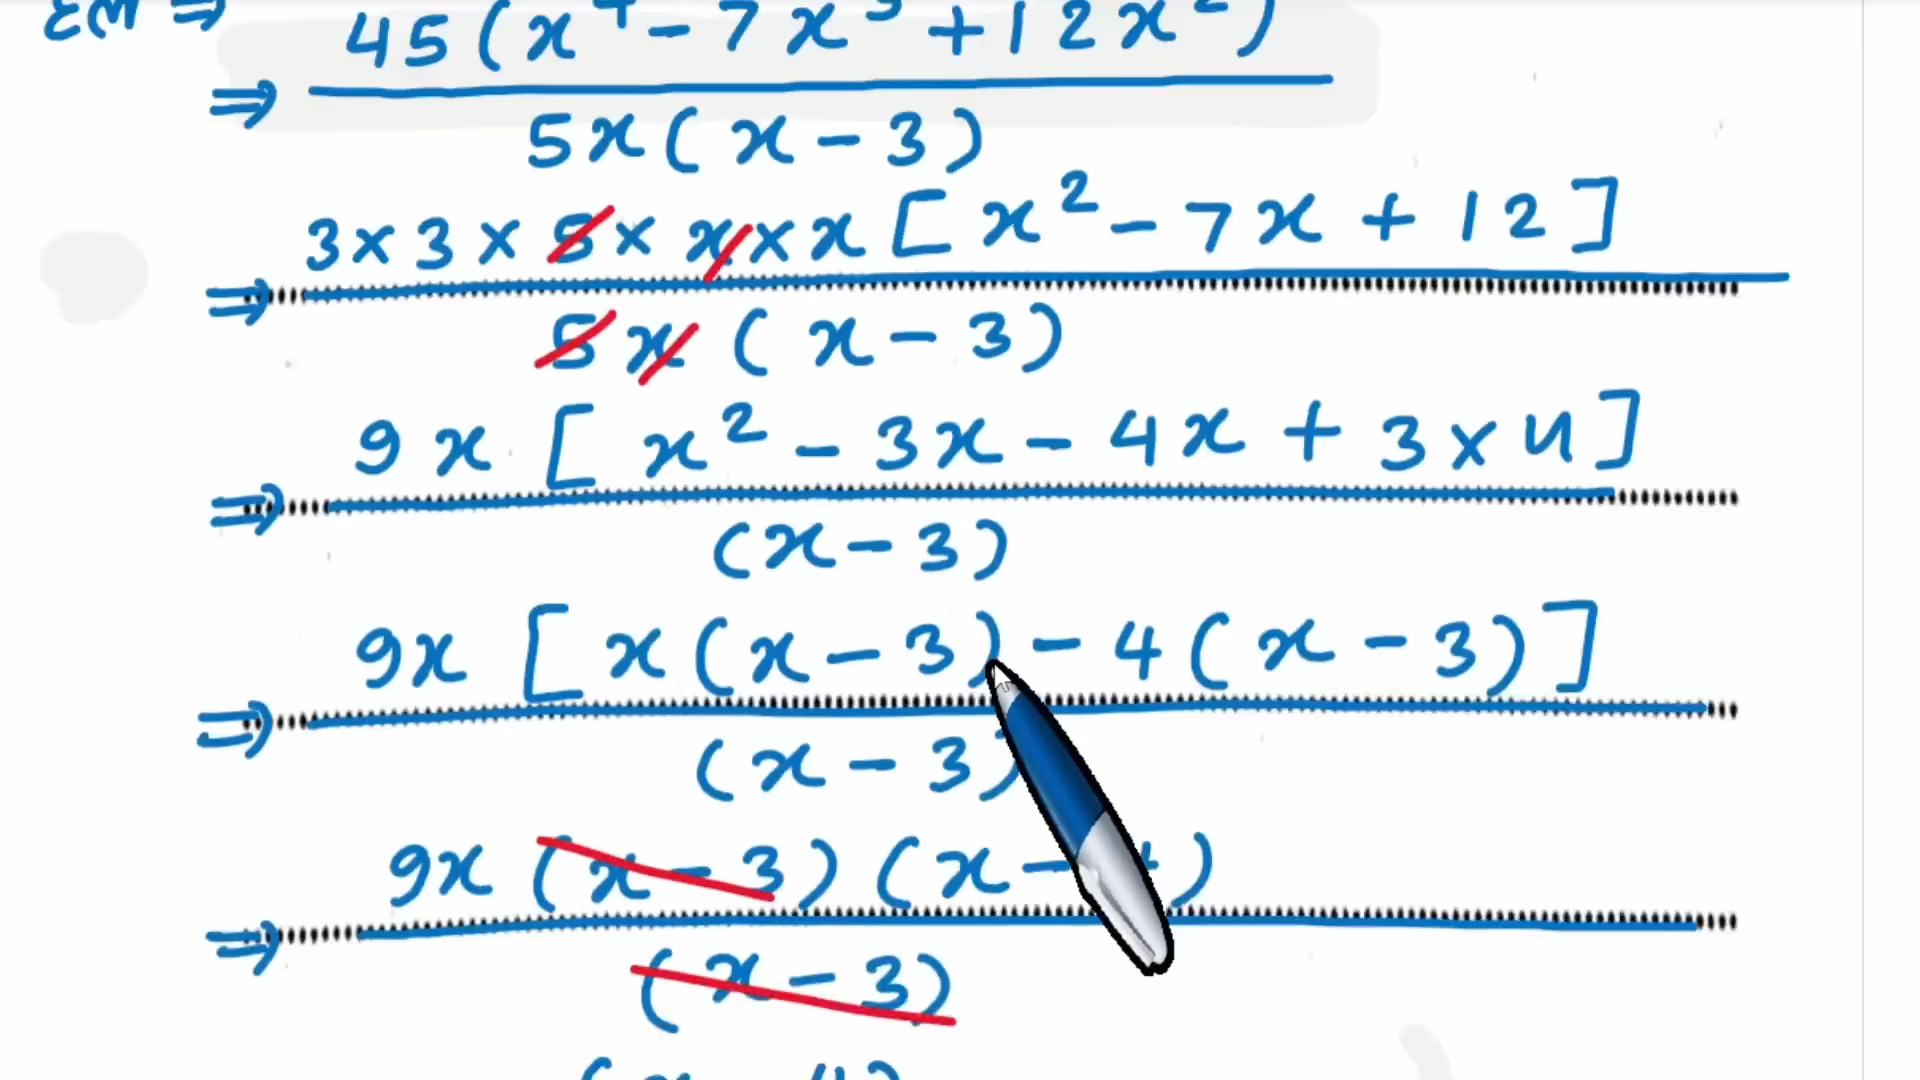 ⇒
45(x⁴ - 7x³ + 12x²)
⇒
5x(x - 3)
3 × 3 × 5 × x × x [x² - 7x + 12]
⇒
5x (x - 3)
9x [x² - 3x - 4x + 3 × 4]
⇒
(x - 3)
9x [x(x - 3) - 4(x - 3)]
⇒
(x - 3)
9x (x - 3) (x - 4)
⇒
(x - 3)